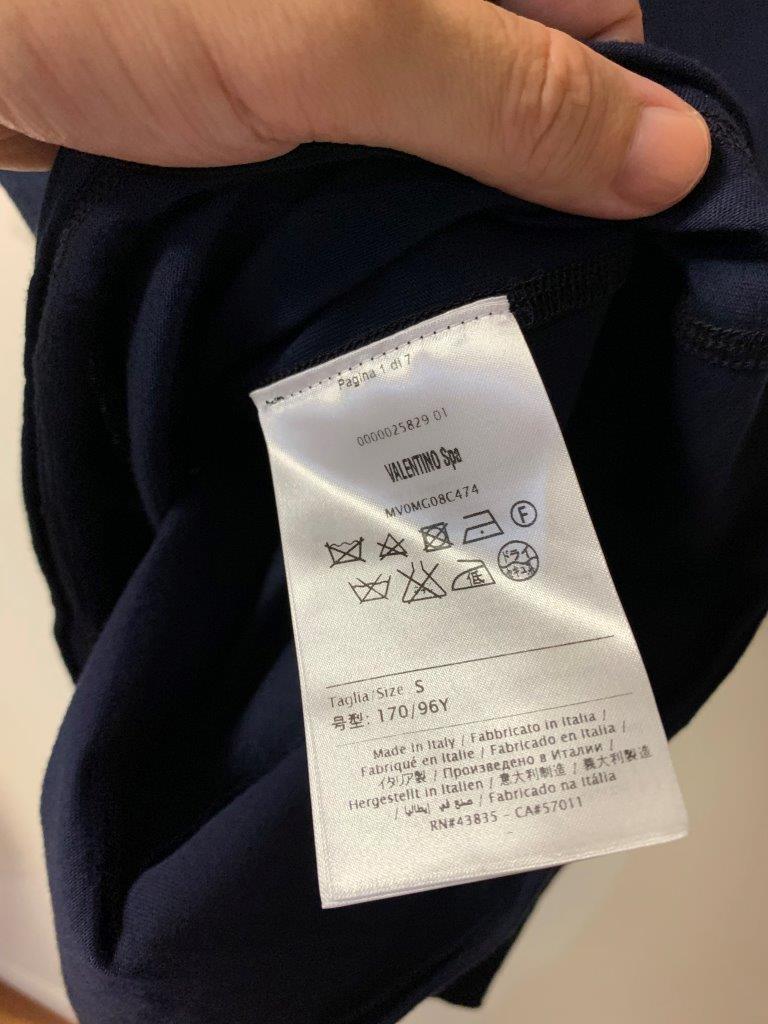 Pagina 1 di 7
0000025829 01
VALENTINO Spa
MV0MG08C474
F
ドライ
低
Taglia/Size S
号型: 170/96Y
Made in Italy / Fabbricato in Italia /
Fabriqué en Italie / Fabricado en Italia /
イタリア製 / Произведено в Италии /
Hergestellt in Italien / 意大利制造 / 義大利製造
/ صنع في إيطاليا / Fabricado na Itália
RN#43835 - CA#57011